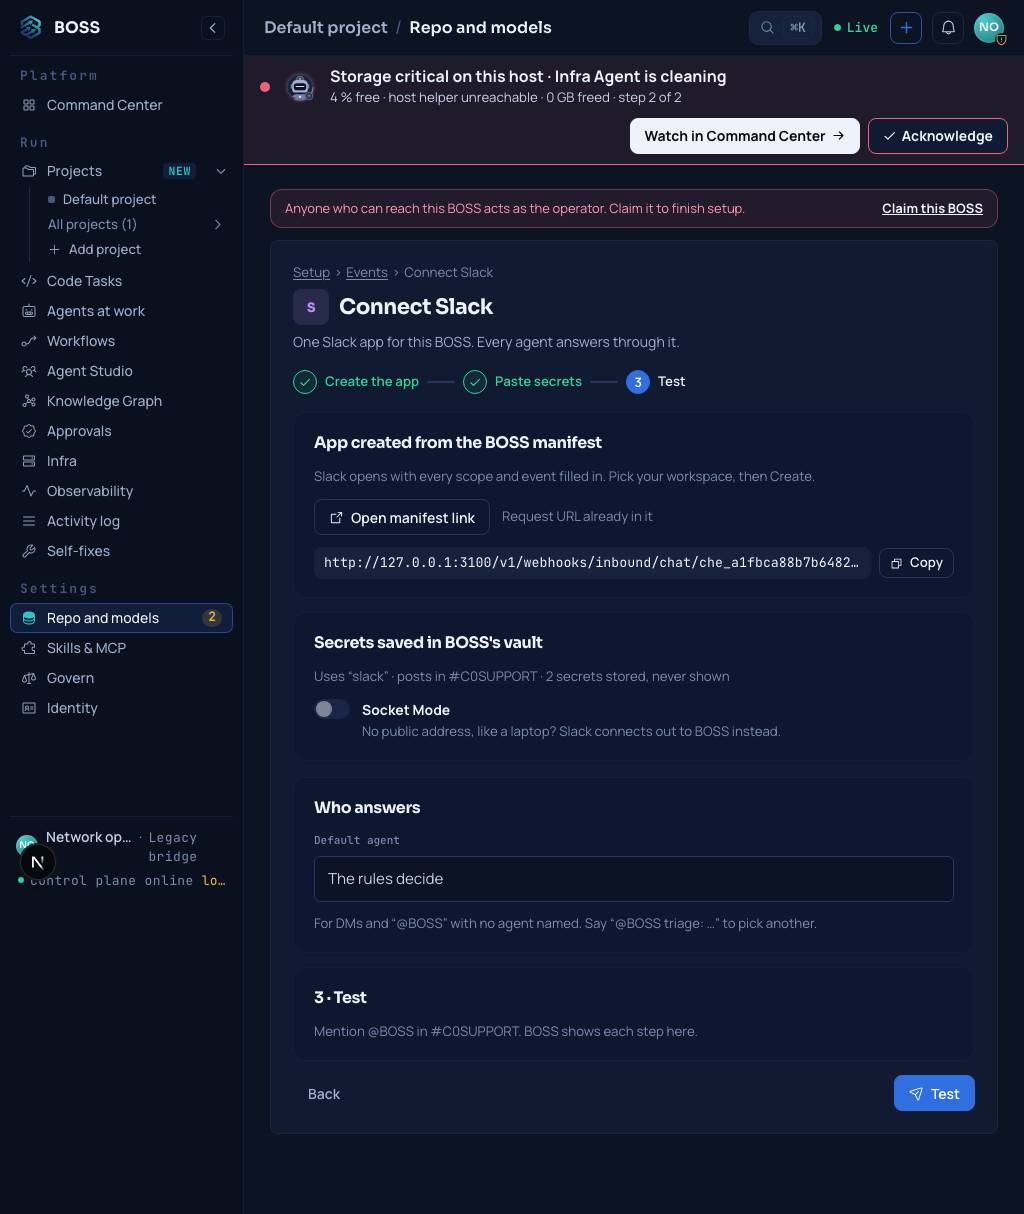 BOSS
Default project / Repo and models
⌘K
Live
NO
Platform
Command Center
Run
Projects NEW
Default project
All projects (1)
Add project
Code Tasks
Agents at work
Workflows
Agent Studio
Knowledge Graph
Approvals
Infra
Observability
Activity log
Self-fixes
Settings
Repo and models 2
Skills & MCP
Govern
Identity
Network op… · Legacy
bridge
N
control plane online lo…
Storage critical on this host · Infra Agent is cleaning
4 % free · host helper unreachable · 0 GB freed · step 2 of 2
Watch in Command Center →
Acknowledge
Anyone who can reach this BOSS acts as the operator. Claim it to finish setup.
Claim this BOSS
Setup › Events › Connect Slack
S Connect Slack
One Slack app for this BOSS. Every agent answers through it.
Create the app
Paste secrets
3 Test
App created from the BOSS manifest
Slack opens with every scope and event filled in. Pick your workspace, then Create.
Open manifest link
Request URL already in it
http://127.0.0.1:3100/v1/webhooks/inbound/chat/che_a1fbca88b7b6482…
Copy
Secrets saved in BOSS's vault
Uses “slack” · posts in #C0SUPPORT · 2 secrets stored, never shown
Socket Mode
No public address, like a laptop? Slack connects out to BOSS instead.
Who answers
Default agent
The rules decide
For DMs and “@BOSS” with no agent named. Say “@BOSS triage: …” to pick another.
3 · Test
Mention @BOSS in #C0SUPPORT. BOSS shows each step here.
Back
Test